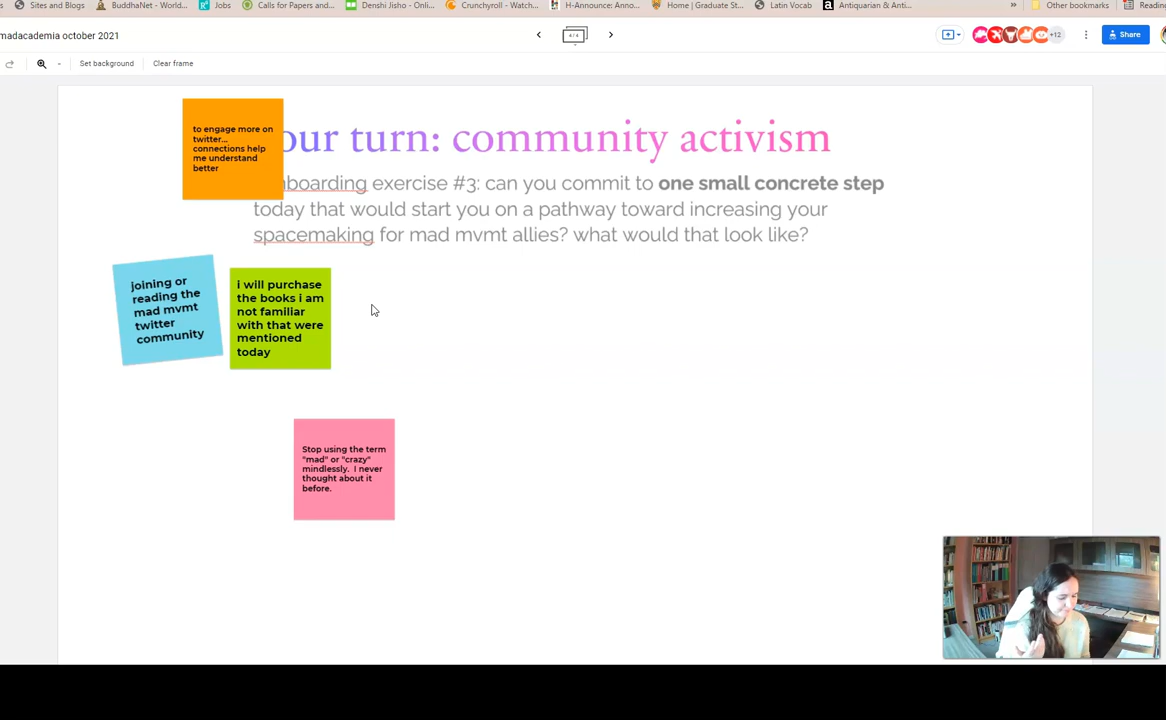 Sites and Blogs
BuddhaNet - World...
Jobs
Calls for Papers and...
Denshi Jisho - Onli...
Crunchyroll - Watch...
H-Announce: Anno...
Home | Graduate St...
Latin Vocab
Antiquarian & Anti...
»
Other bookmarks
Readin
madacademia october 2021
4 / 4
+12
Share
Set background
Clear frame
our turn: community activism
nboarding exercise #3: can you commit to one small concrete step
today that would start you on a pathway toward increasing your
spacemaking for mad mvmt allies? what would that look like?
to engage more on
twitter...
connections help
me understand
better
joining or
reading the
mad mvmt
twitter
community
i will purchase
the books i am
not familiar
with that were
mentioned
today
Stop using the term
"mad" or "crazy"
mindlessly. I never
thought about it
before.